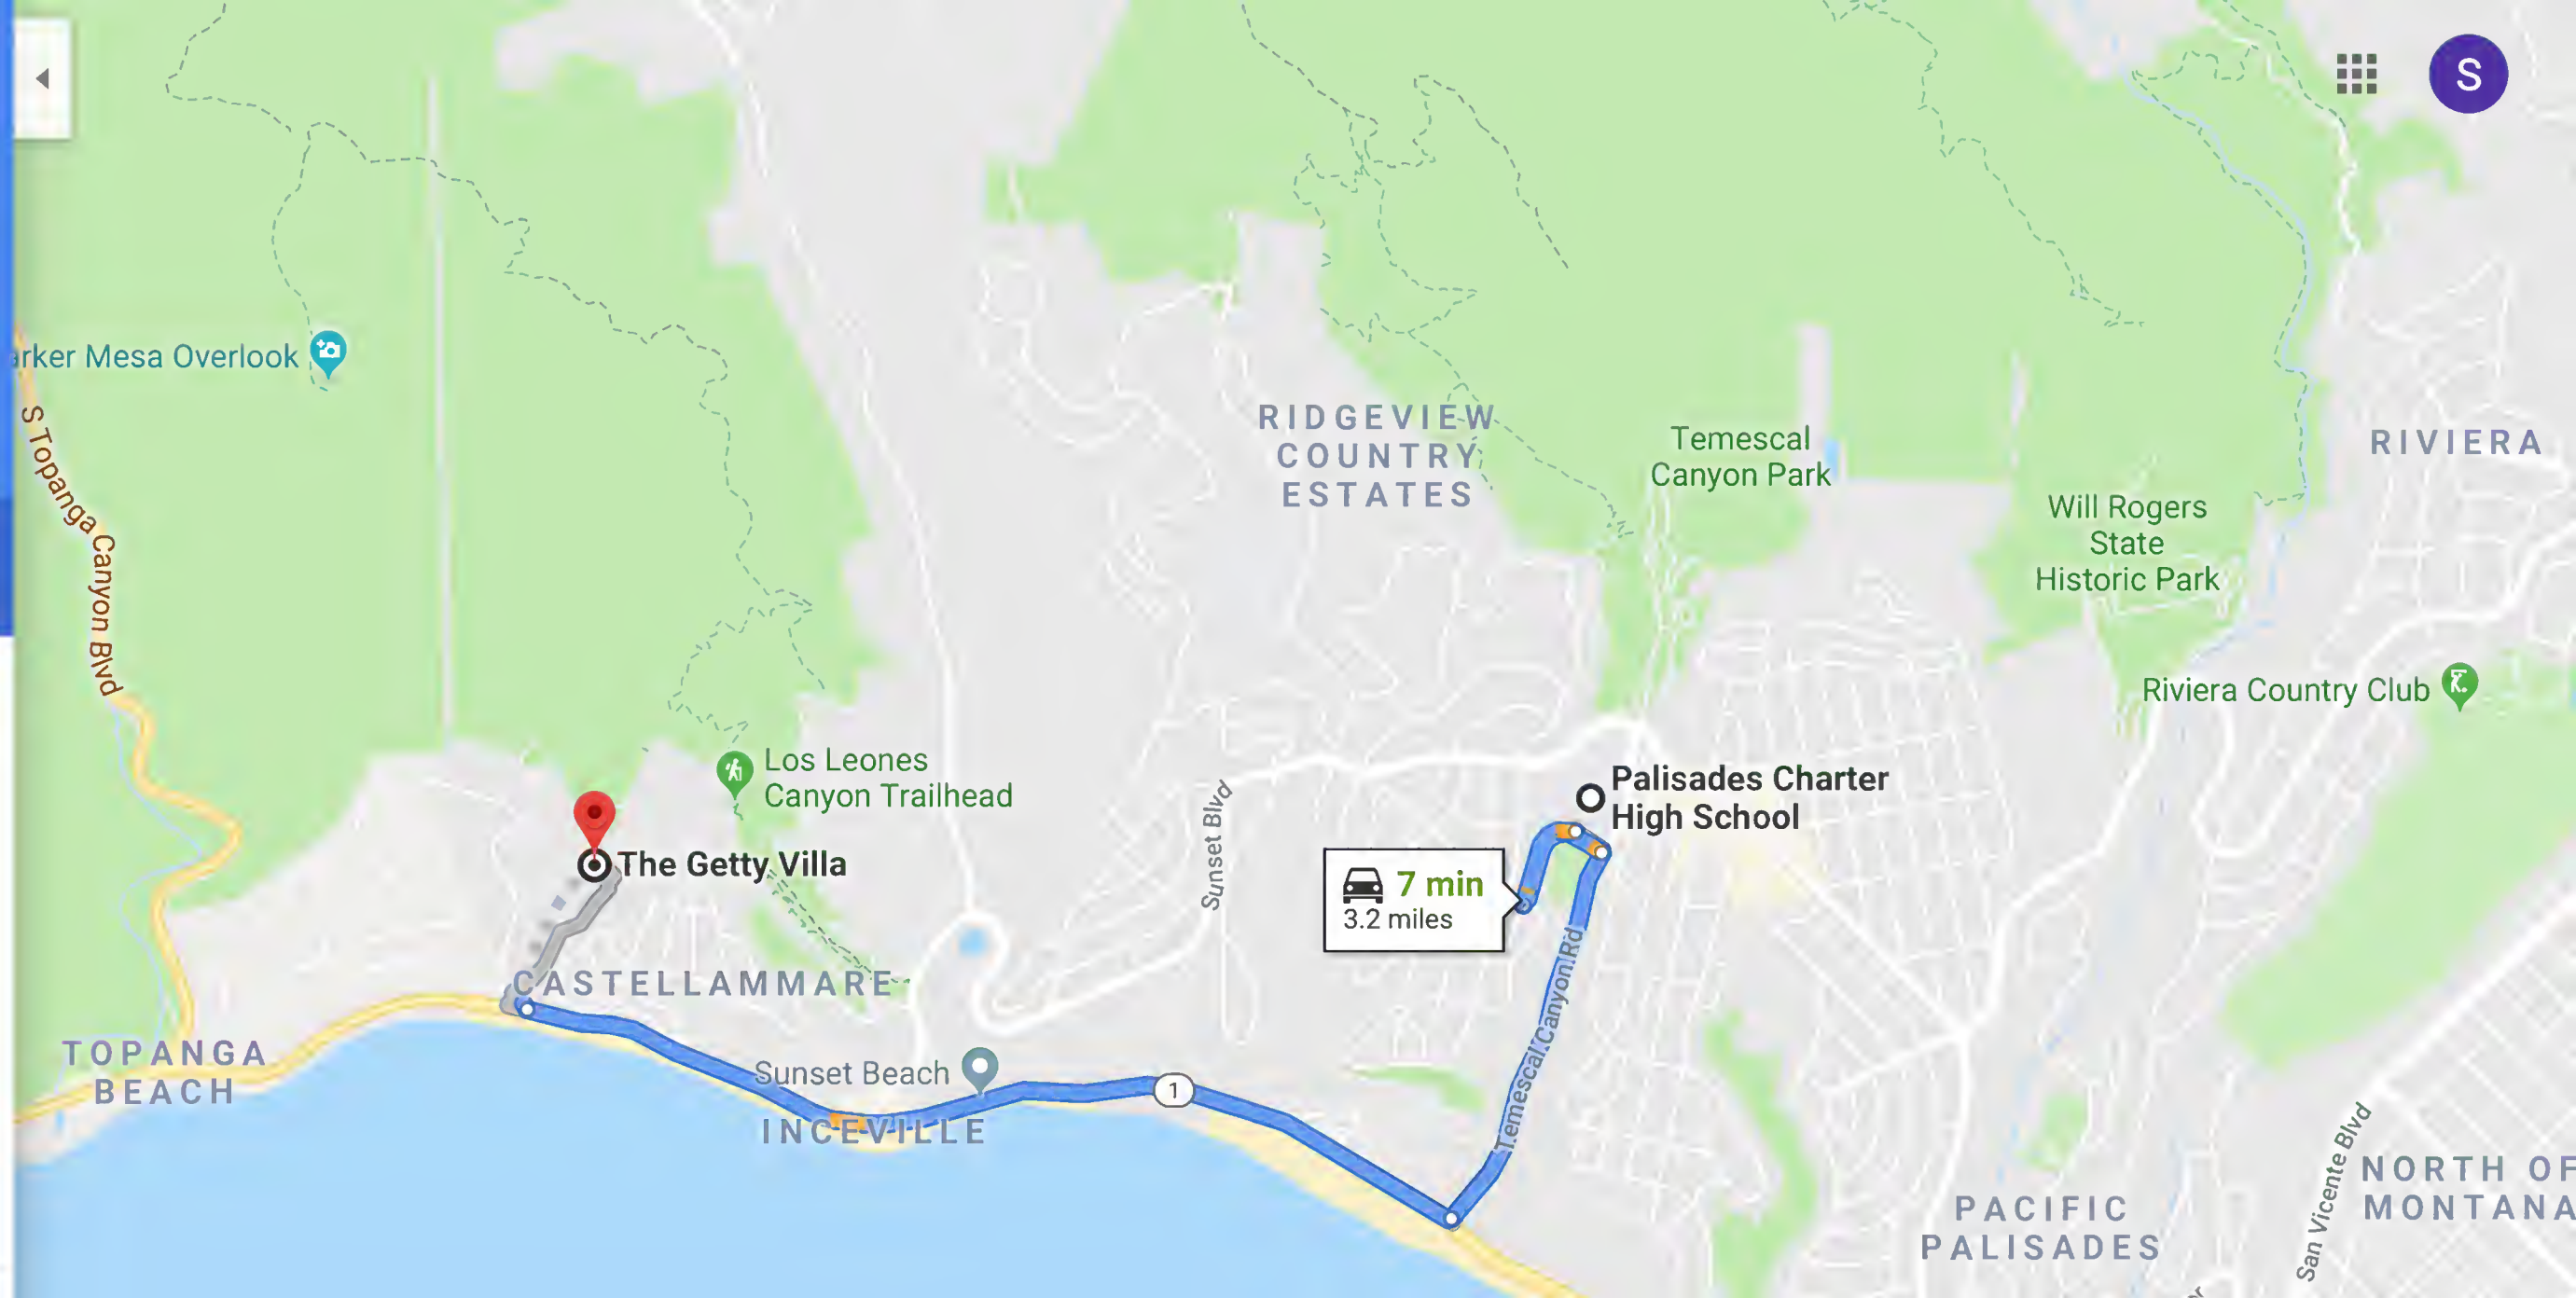 S
arker Mesa Overlook
S Topanga Canyon Blvd
RIDGEVIEW
COUNTRY
ESTATES
Temescal
Canyon Park
RIVIERA
Will Rogers
State
Historic Park
Riviera Country Club
Los Leones
Canyon Trailhead
Palisades Charter
High School
The Getty Villa
Sunset Blvd
7 min
3.2 miles
CASTELLAMMARE
Temescal Canyon Rd
TOPANGA
BEACH
Sunset Beach
1
INCEVILLE
San Vicente Blvd
NORTH OF
MONTANA
PACIFIC
PALISADES